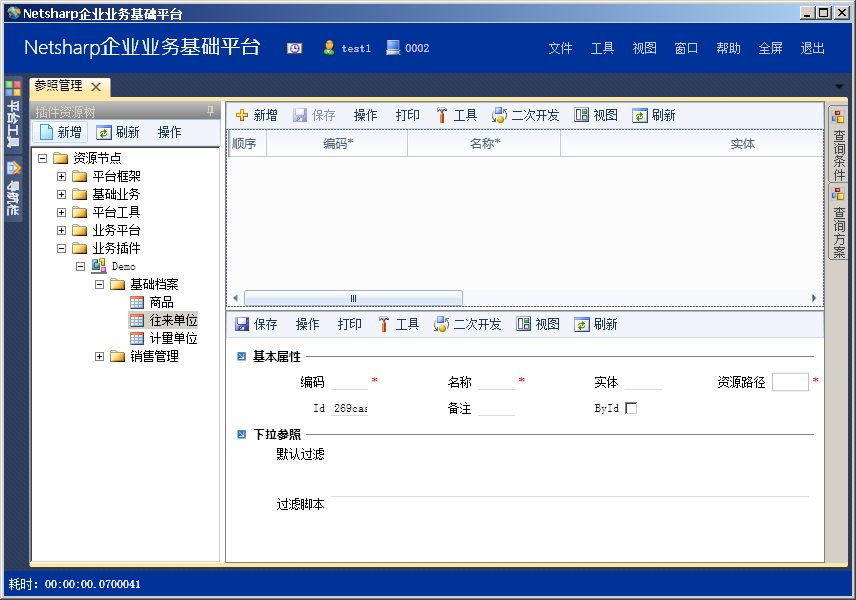 Netsharp企业业务基础平台
Netsharp企业业务基础平台 test1 0002 文件 工具 视图 窗口 帮助 全屏 退出
平台工具
导航栏
参照管理
插件资源树
新增 刷新 操作
资源节点
平台框架
基础业务
平台工具
业务平台
业务插件
Demo
基础档案
商品
往来单位
计量单位
销售管理
新增 保存 操作 打印 工具 二次开发 视图 刷新
顺序 编码* 名称* 实体
保存 操作 打印 工具 二次开发 视图 刷新
基本属性
编码 * 名称 * 实体 资源路径 *
Id 269cas 备注 ById
下拉参照
默认过滤
过滤脚本
查询条件
查询方案
耗时: 00:00:00.0700041